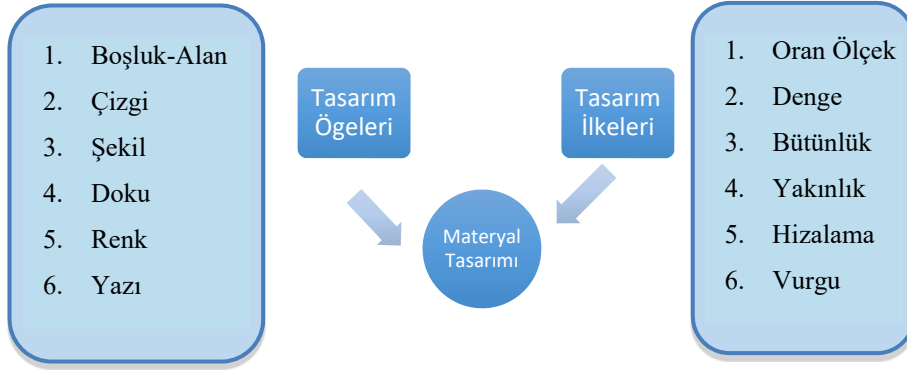 1. Boşluk-Alan
2. Çizgi
3. Şekil
4. Doku
5. Renk
6. Yazı
Tasarım
Ögeleri
Tasarım
İlkeleri
Materyal
Tasarımı
1. Oran Ölçek
2. Denge
3. Bütünlük
4. Yakınlık
5. Hizalama
6. Vurgu